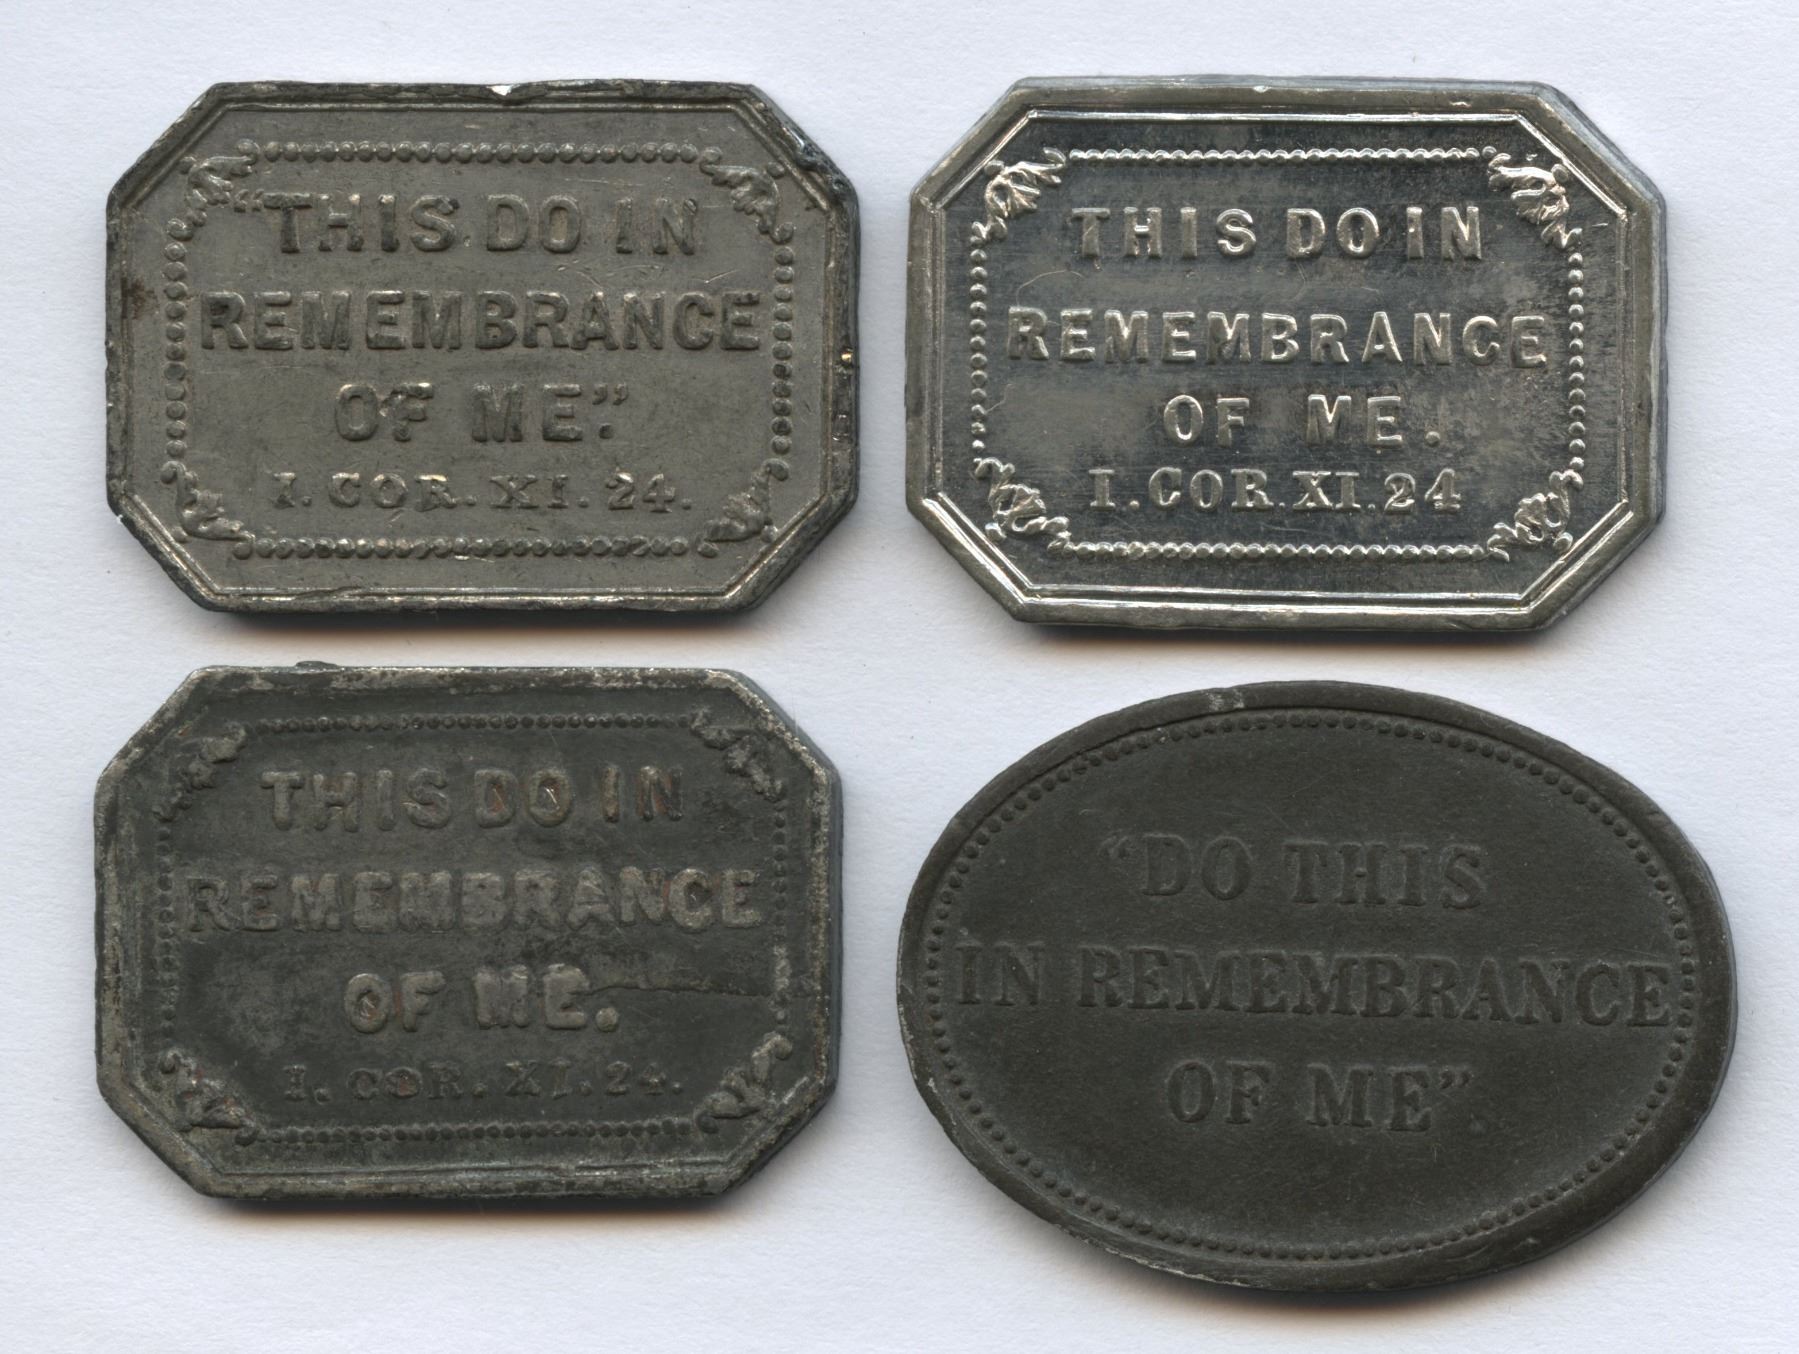 “THIS DO IN
REMEMBRANCE
OF ME”.
I. COR. XI. 24.
THIS DO IN
REMEMBRANCE
OF ME.
I. COR. XI. 24
THIS DO IN
REMEMBRANCE
OF ME.
I. COR. XI. 24.
“DO THIS
IN REMEMBRANCE
OF ME”.